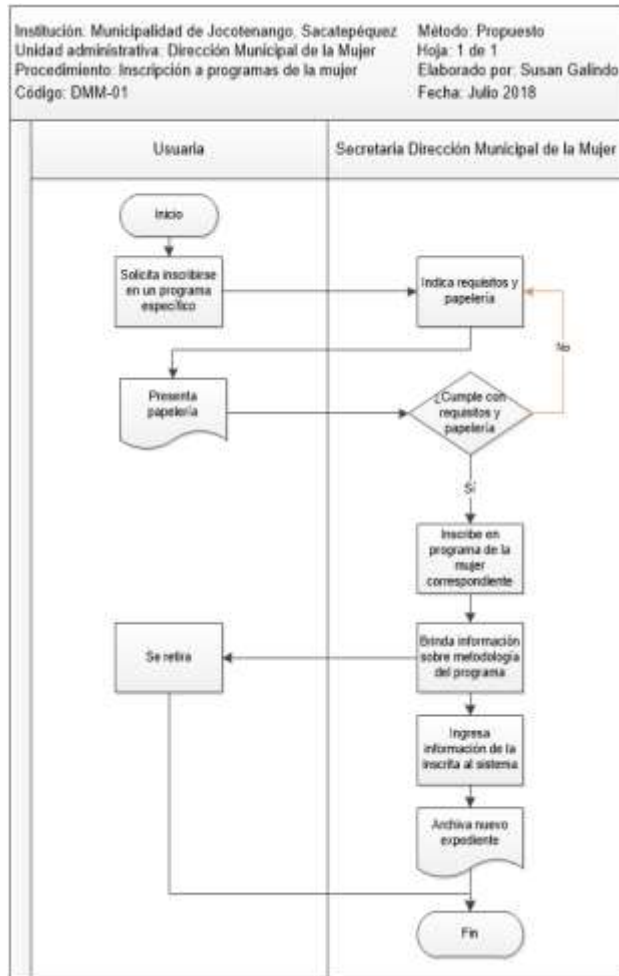 Institución: Municipalidad de Jocotenango, Sacatepéquez
Unidad administrativa: Dirección Municipal de la Mujer
Procedimiento: Inscripción a programas de la mujer
Código: DMM-01
Método: Propuesto
Hoja: 1 de 1
Elaborado por: Susan Galindo
Fecha: Julio 2018
Usuaria
Secretaria Dirección Municipal de la Mujer
Inicio
Solicita inscribirse
en un programa
específico
Indica requisitos y
papelería
No
Presenta
papelería
¿Cumple con
requisitos y
papelería
Sí
Inscribe en
programa de la
mujer
correspondiente
Se retira
Brinda información
sobre metodología
del programa
Ingresa
información de la
inscrita al sistema
Archiva nuevo
expediente
Fin